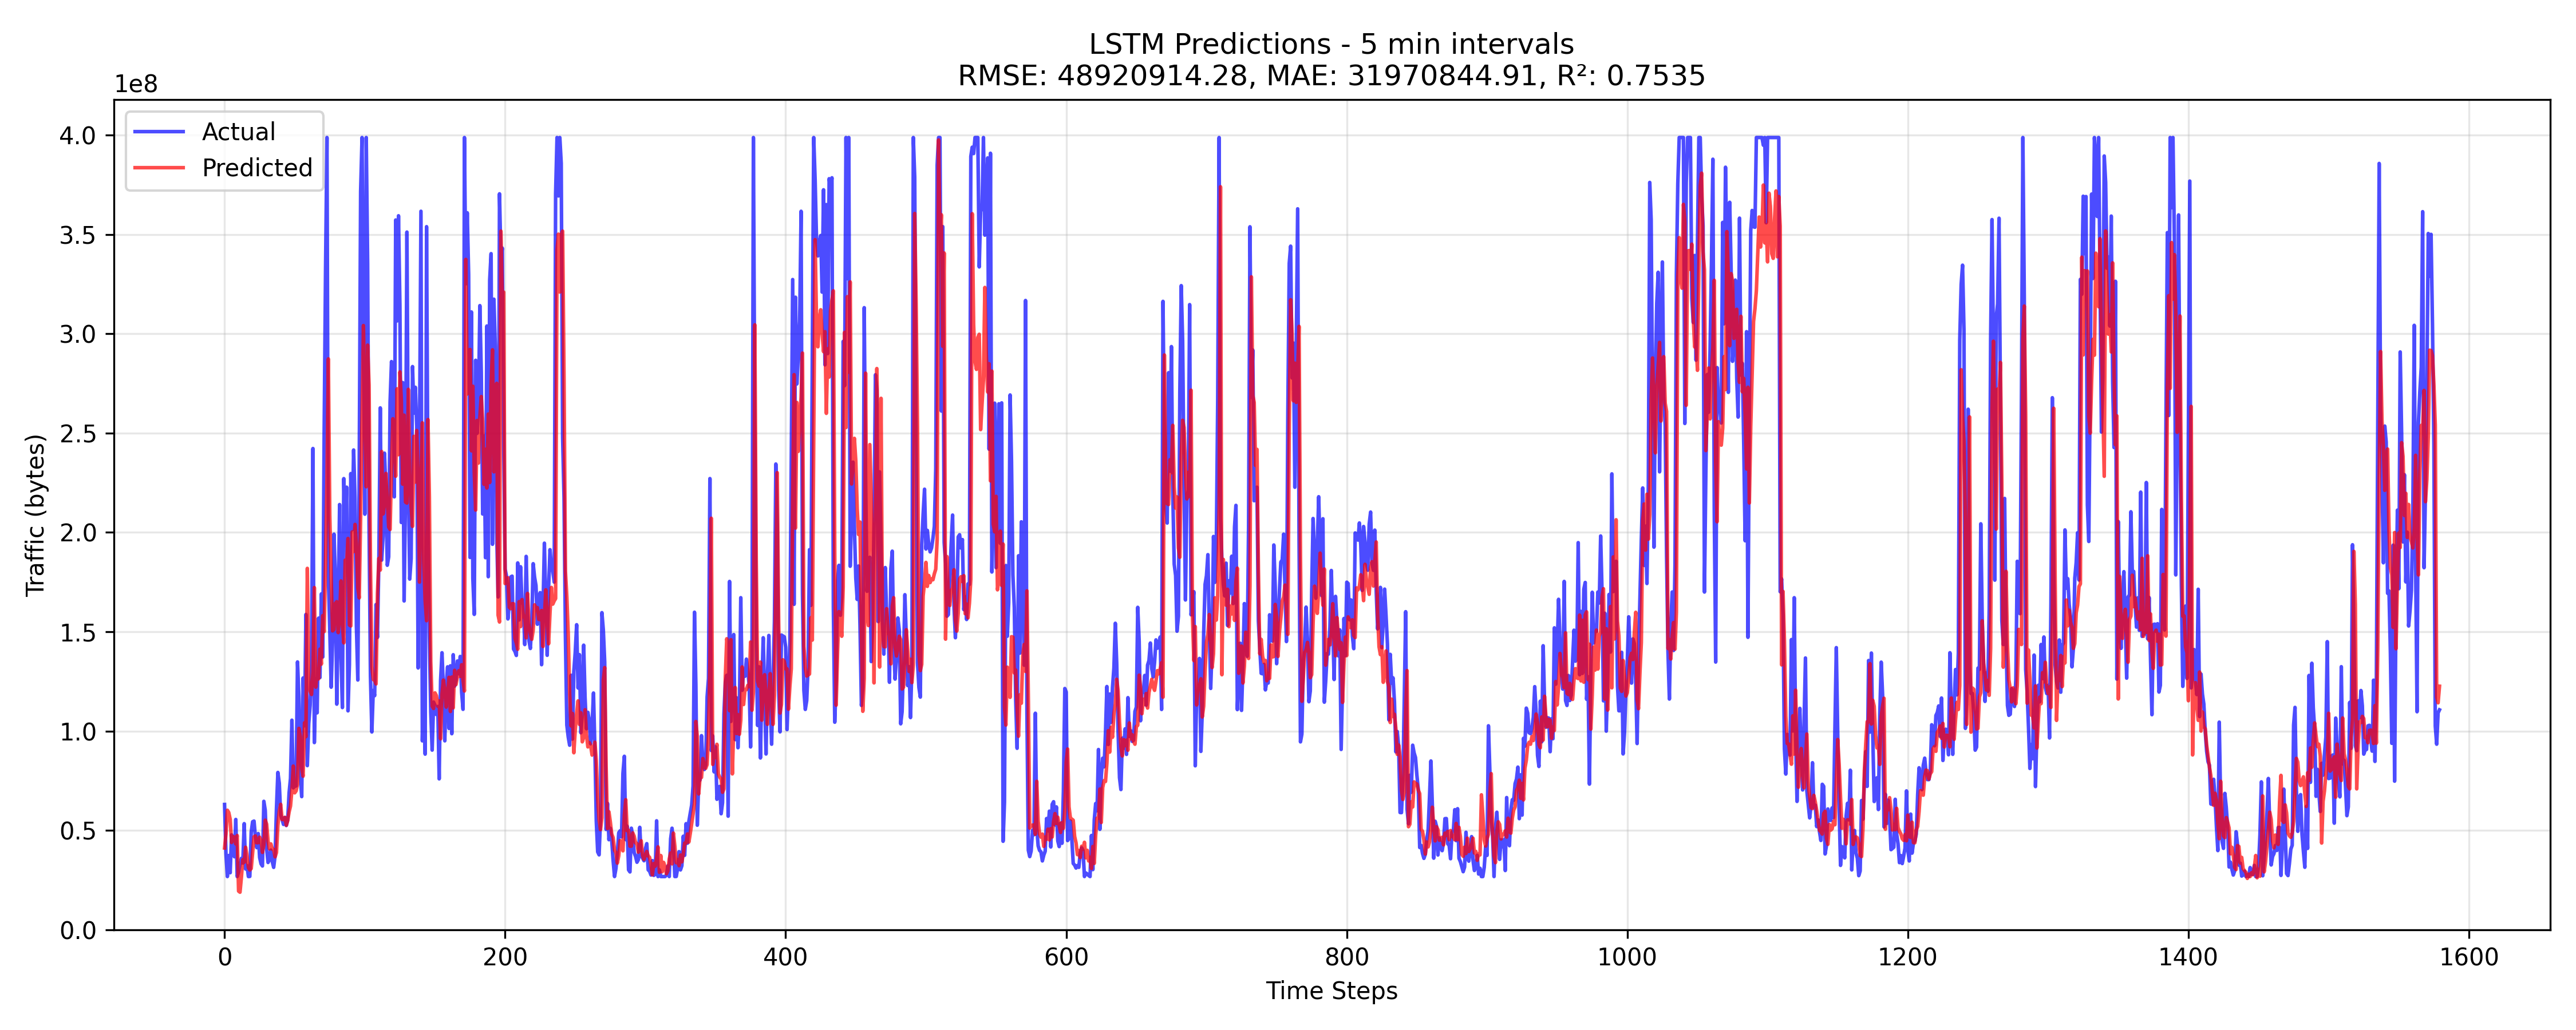 LSTM Predictions - 5 min intervals
RMSE: 48920914.28, MAE: 31970844.91, R²: 0.7535
1e8
Actual
Predicted
4.0
3.5
3.0
2.5
2.0
1.5
1.0
0.5
0.0
Traffic (bytes)
0 200 400 600 800 1000 1200 1400 1600
Time Steps